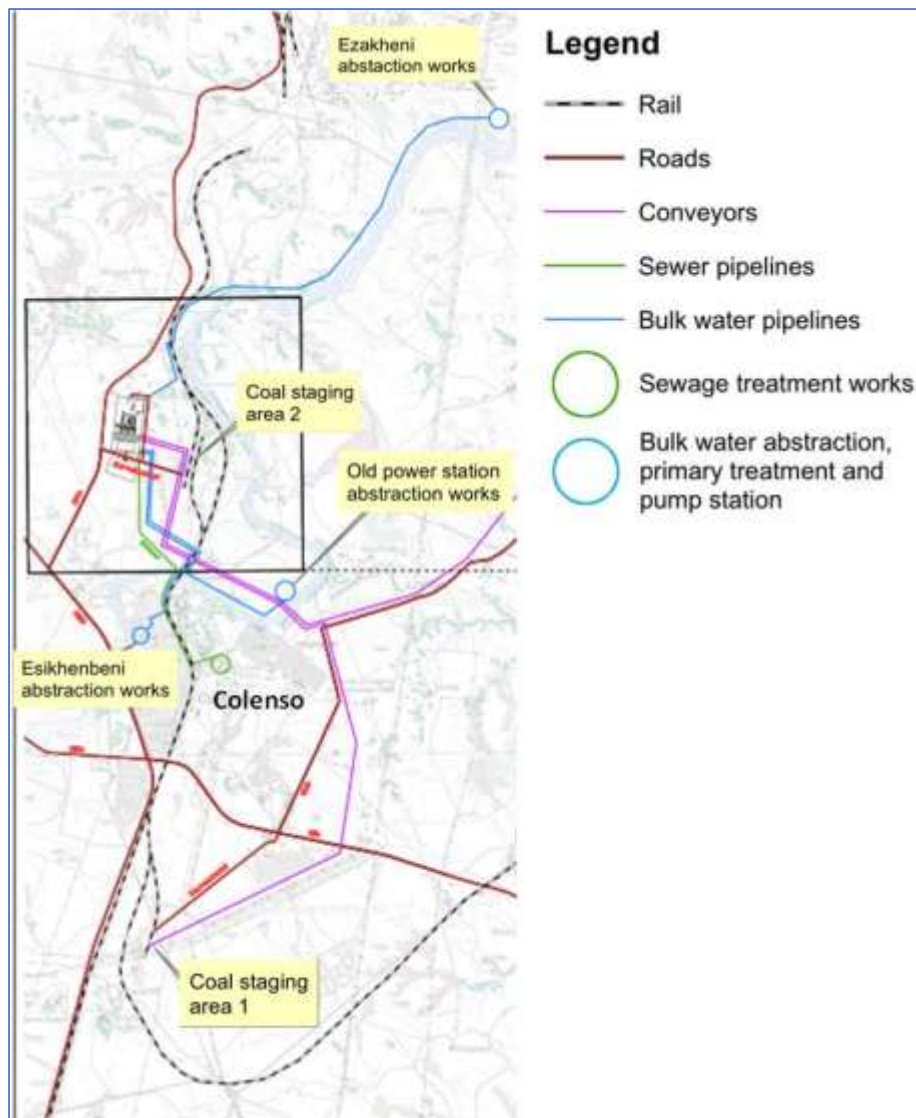 Ezakheni
abstaction works
Coal staging
area 2
Old power station
abstraction works
Esikhenbeni
abstraction works
Colenso
Coal staging
area 1
Legend
Rail
Roads
Conveyors
Sewer pipelines
Bulk water pipelines
Sewage treatment works
Bulk water abstraction,
primary treatment and
pump station